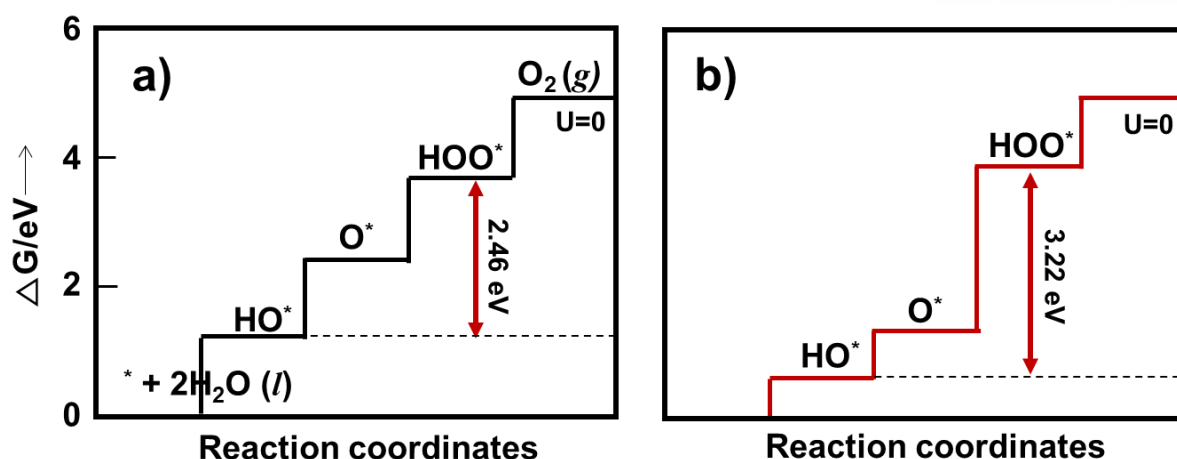 6
4
2
0
△G/eV ⟶
a)
O₂ (g)
U=0
HOO*
2.46 eV
O*
HO*
* + 2H₂O (l)
Reaction coordinates
b)
U=0
HOO*
3.22 eV
O*
HO*
Reaction coordinates